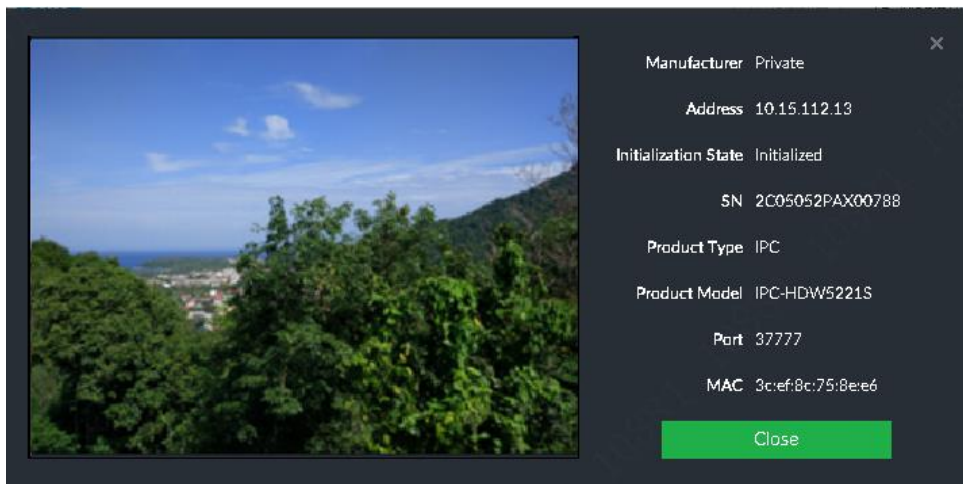 Manufacturer Private
Address 10.15.112.13
Initialization State Initialized
SN 2C05052PAX00788
Product Type IPC
Product Model IPC-HDW5221S
Port 37777
MAC 3c:ef:8c:75:8e:e6
Close